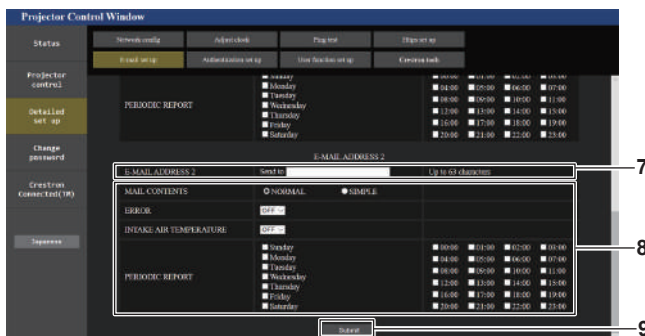 Projector Control Window
Status
Network config Adjust clock Ping test Https set up
E-mail set up Authentication set up User function set up Crestron tools
Projector control
Detailed set up
Change password
Crestron Connected(TM)
Japanese
PERIODIC REPORT
Sunday
Monday
Tuesday
Wednesday
Thursday
Friday
Saturday
00:00 01:00 02:00 03:00
04:00 05:00 06:00 07:00
08:00 09:00 10:00 11:00
12:00 13:00 14:00 15:00
16:00 17:00 18:00 19:00
20:00 21:00 22:00 23:00
E-MAIL ADDRESS 2
E-MAIL ADDRESS 2 Send to Up to 63 characters
7
MAIL CONTENTS NORMAL SIMPLE
ERROR OFF
INTAKE AIR TEMPERATURE OFF
8
PERIODIC REPORT
Sunday
Monday
Tuesday
Wednesday
Thursday
Friday
Saturday
00:00 01:00 02:00 03:00
04:00 05:00 06:00 07:00
08:00 09:00 10:00 11:00
12:00 13:00 14:00 15:00
16:00 17:00 18:00 19:00
20:00 21:00 22:00 23:00
Submit
9